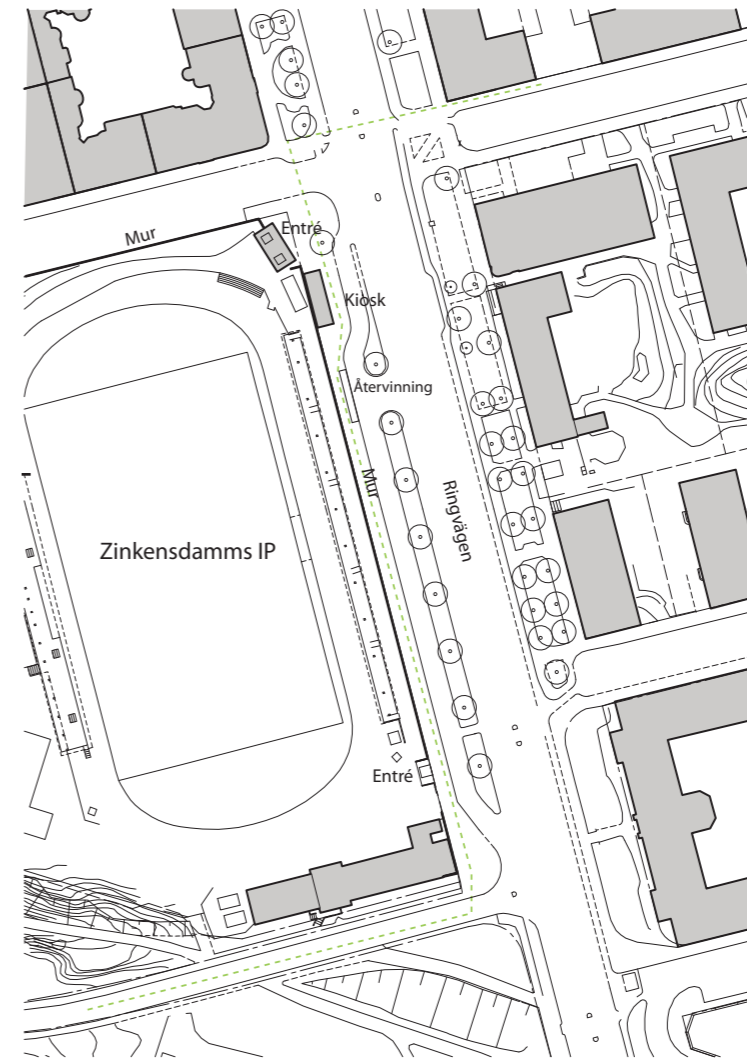 Mur
Entré
Kiosk
Återvinning
Mur
Ringvägen
Zinkensdamms IP
Entré